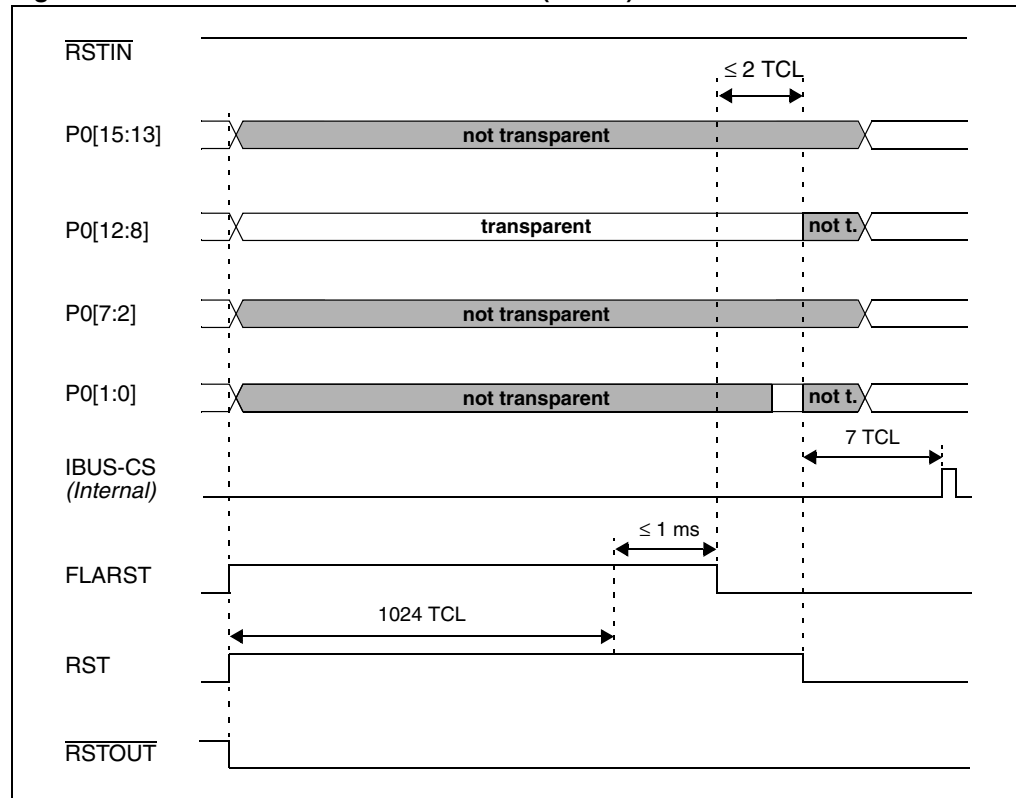 RSTIN
≤ 2 TCL
P0[15:13]
not transparent
P0[12:8]
transparent
not t.
P0[7:2]
not transparent
P0[1:0]
not transparent
not t.
7 TCL
IBUS-CS
(Internal)
≤ 1 ms
FLARST
1024 TCL
RST
RSTOUT